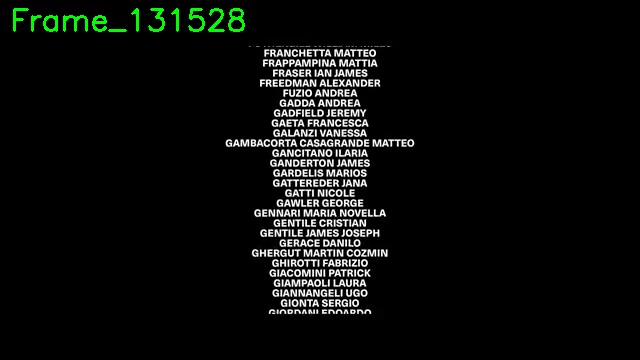 Frame_131528
FRANCHETTA MATTEO
FRAPPAMPINA MATTIA
FRASER IAN JAMES
FREEDMAN ALEXANDER
FUZIO ANDREA
GADDA ANDREA
GADFIELD JEREMY
GAETA FRANCESCA
GALANZI VANESSA
GAMBACORTA CASAGRANDE MATTEO
GANCITANO ILARIA
GANDERTON JAMES
GARDELIS MARIOS
GATTEREDER JANA
GATTI NICOLE
GAWLER GEORGE
GENNARI MARIA NOVELLA
GENTILE CRISTIAN
GENTILE JAMES JOSEPH
GERACE DANILO
GHERGUT MARTIN COZMIN
GHIROTTI FABRIZIO
GIACOMINI PATRICK
GIAMPAOLI LAURA
GIANNANGELI UGO
GIONTA SERGIO
GIORDANI EDOARDO